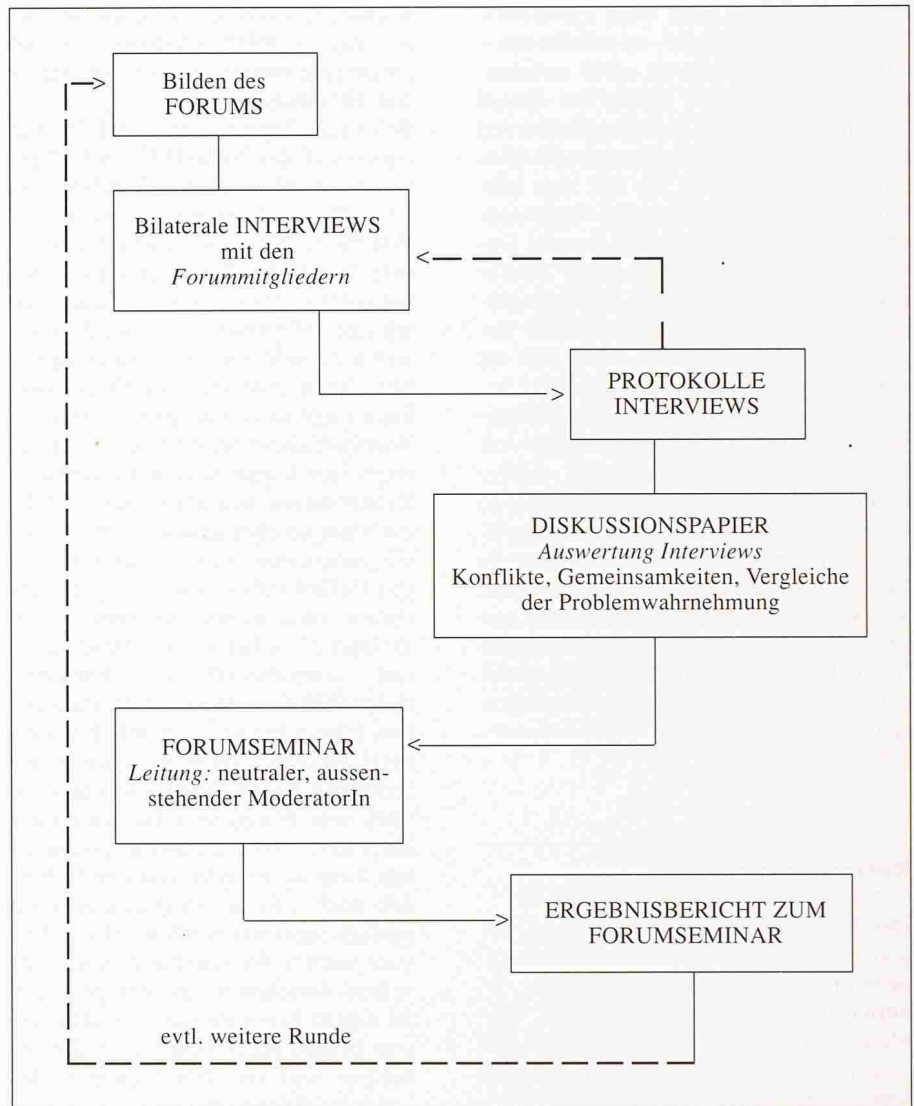 Bilden des
FORUMS
Bilaterale INTERVIEWS
mit den
Forummitgliedern
PROTOKOLLE
INTERVIEWS
DISKUSSIONSPAPIER
Auswertung Interviews
Konflikte, Gemeinsamkeiten, Vergleiche
der Problemwahrnehmung
FORUMSEMINAR
Leitung: neutraler, aussen-
stehender ModeratorIn
ERGEBNISBERICHT ZUM
FORUMSEMINAR
evtl. weitere Runde